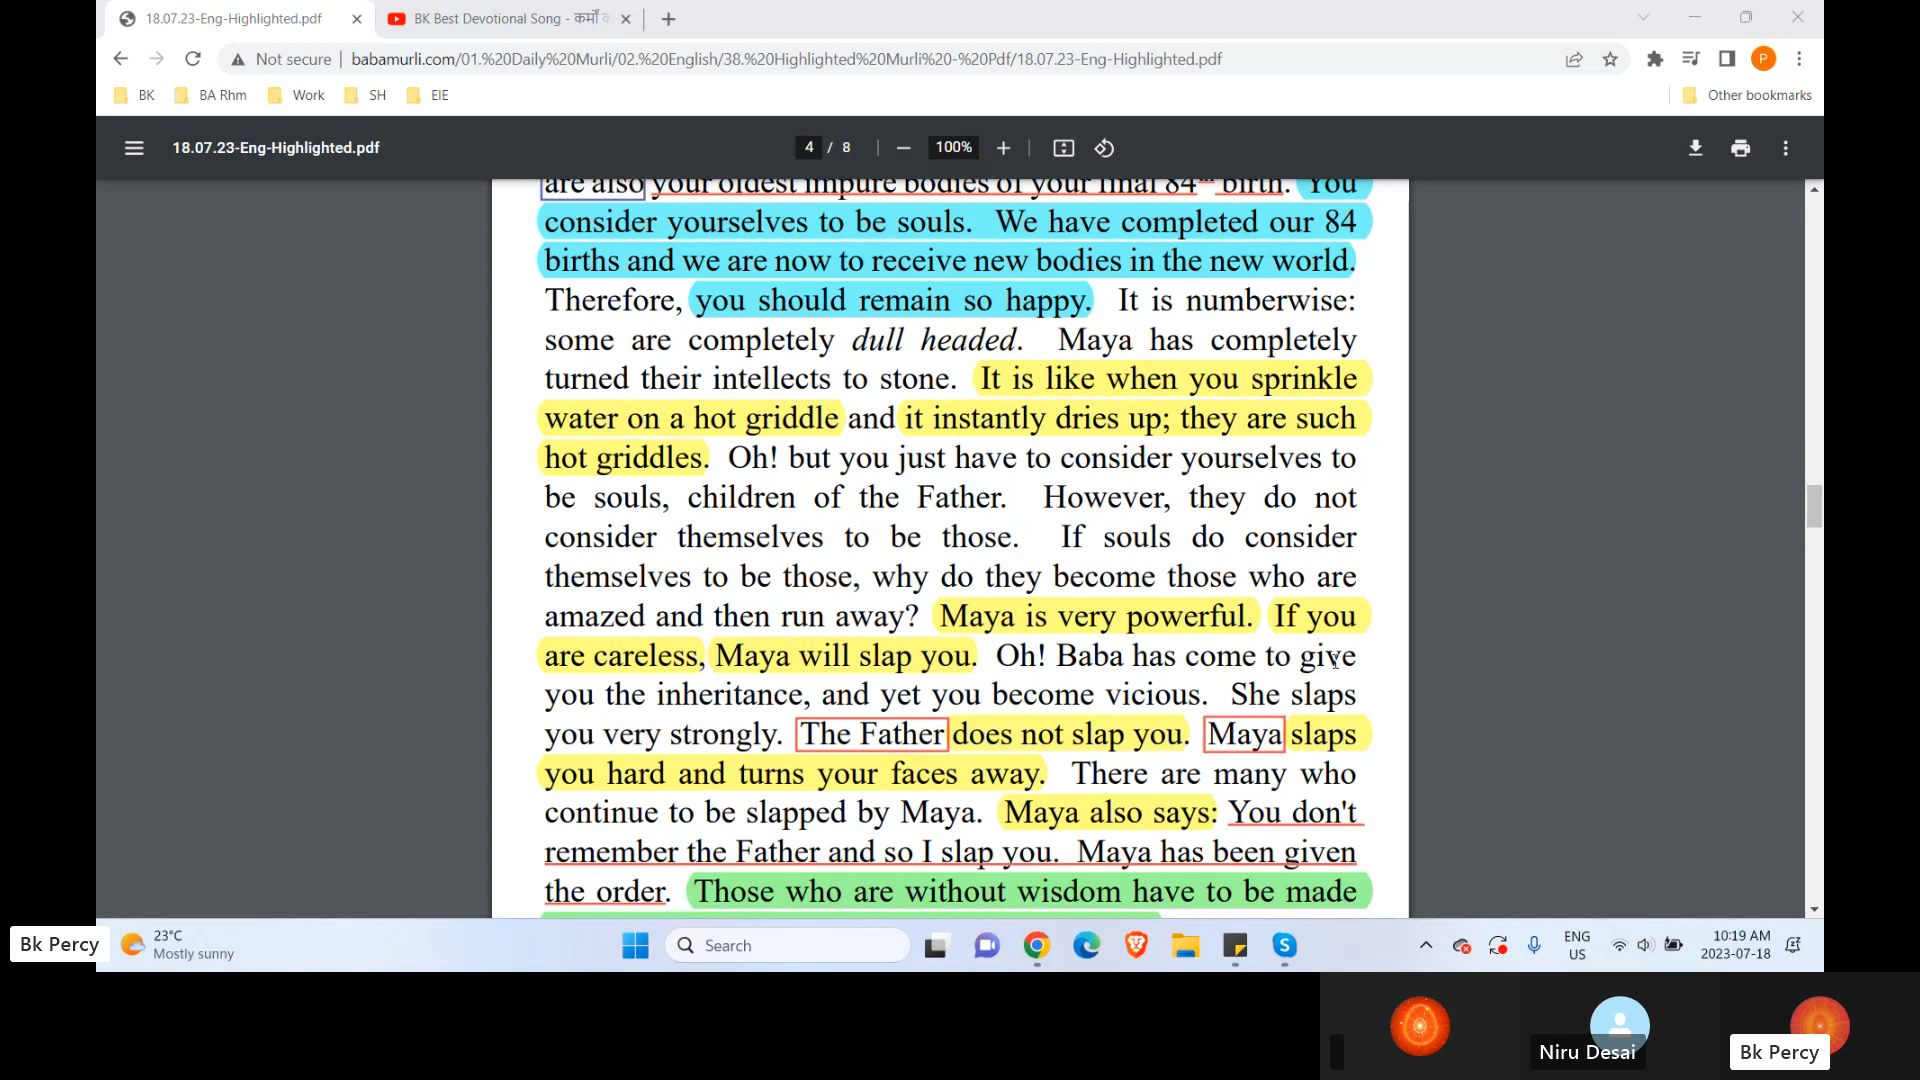 18.07.23-Eng-Highlighted.pdf
BK Best Devotional Song - कर्मों
Not secure | babamurli.com/01.%20Daily%20Murli/02.%20English/38.%20Highlighted%20Murli%20-%20Pdf/18.07.23-Eng-Highlighted.pdf
BK BA Rhm Work SH EIE Other bookmarks
18.07.23-Eng-Highlighted.pdf 4 / 8 100%
are also your oldest impure bodies of your final 84th birth. You
consider yourselves to be souls. We have completed our 84
births and we are now to receive new bodies in the new world.
Therefore, you should remain so happy. It is numberwise:
some are completely dull headed. Maya has completely
turned their intellects to stone. It is like when you sprinkle
water on a hot griddle and it instantly dries up; they are such
hot griddles. Oh! but you just have to consider yourselves to
be souls, children of the Father. However, they do not
consider themselves to be those. If souls do consider
themselves to be those, why do they become those who are
amazed and then run away? Maya is very powerful. If you
are careless, Maya will slap you. Oh! Baba has come to give
you the inheritance, and yet you become vicious. She slaps
you very strongly. The Father does not slap you. Maya slaps
you hard and turns your faces away. There are many who
continue to be slapped by Maya. Maya also says: You don't
remember the Father and so I slap you. Maya has been given
the order. Those who are without wisdom have to be made
Bk Percy
23°C
Mostly sunny
Search
ENG
US
10:19 AM
2023-07-18
Niru Desai
Bk Percy